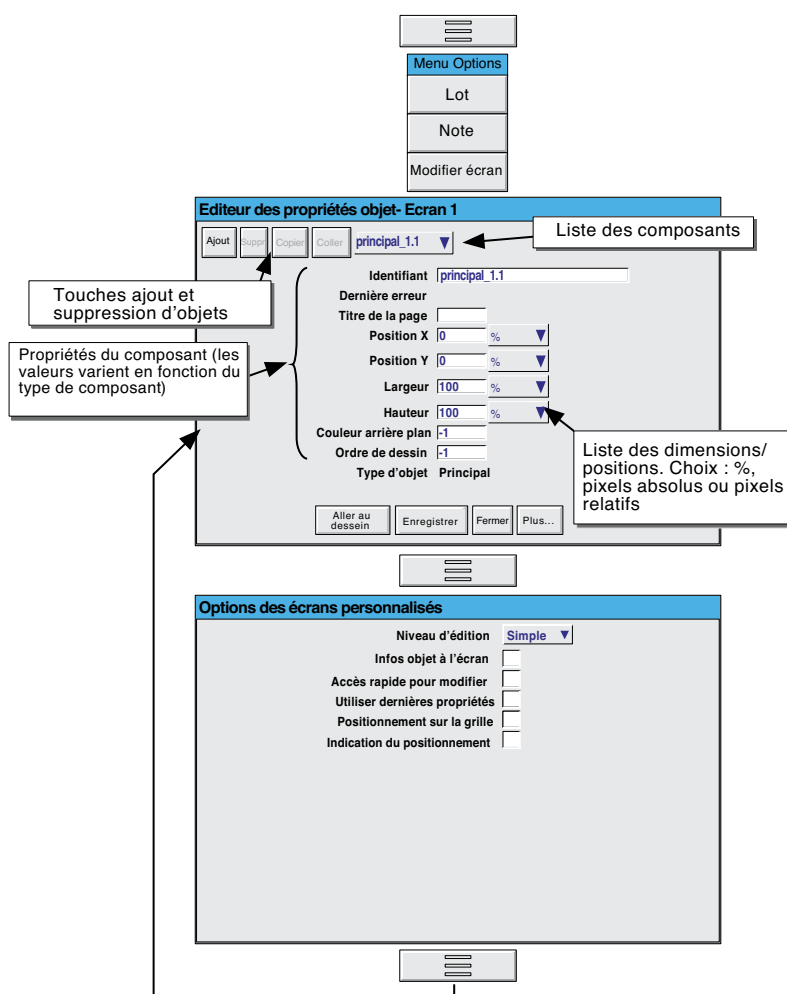 Menu Options
Lot
Note
Modifier écran
Editeur des propriétés objet- Ecran 1
Ajout
Suppr
Copier
Coller
principal_1.1
Liste des composants
Identifiant principal_1.1
Dernière erreur
Touches ajout et
suppression d'objets
Titre de la page
Position X 0 %
Propriétés du composant (les
valeurs varient en fonction du
type de composant)
Position Y 0 %
Largeur 100 %
Hauteur 100 %
Couleur arrière plan -1
Ordre de dessin -1
Type d'objet Principal
Liste des dimensions/
positions. Choix : %,
pixels absolus ou pixels
relatifs
Aller au
dessein
Enregistrer
Fermer
Plus...
Options des écrans personnalisés
Niveau d'édition Simple
Infos objet à l'écran
Accès rapide pour modifier
Utiliser dernières propriétés
Positionnement sur la grille
Indication du positionnement